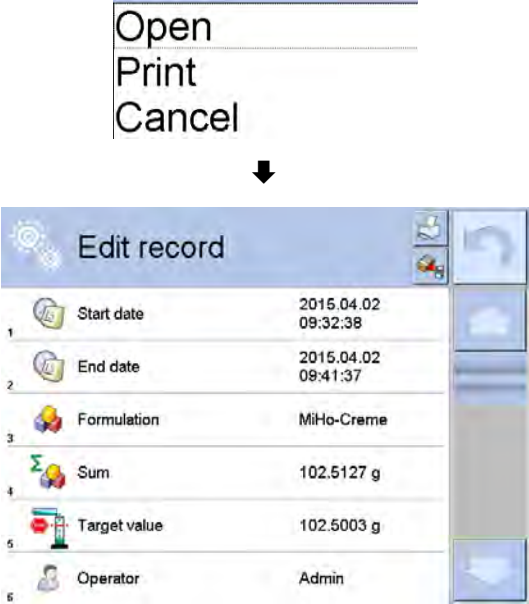 Open
Print
Cancel
Edit record
1 Start date 2015.04.02
09:32:38
2 End date 2015.04.02
09:41:37
3 Formulation MiHo-Creme
4 Σ Sum 102.5127 g
5 Target value 102.5003 g
6 Operator Admin